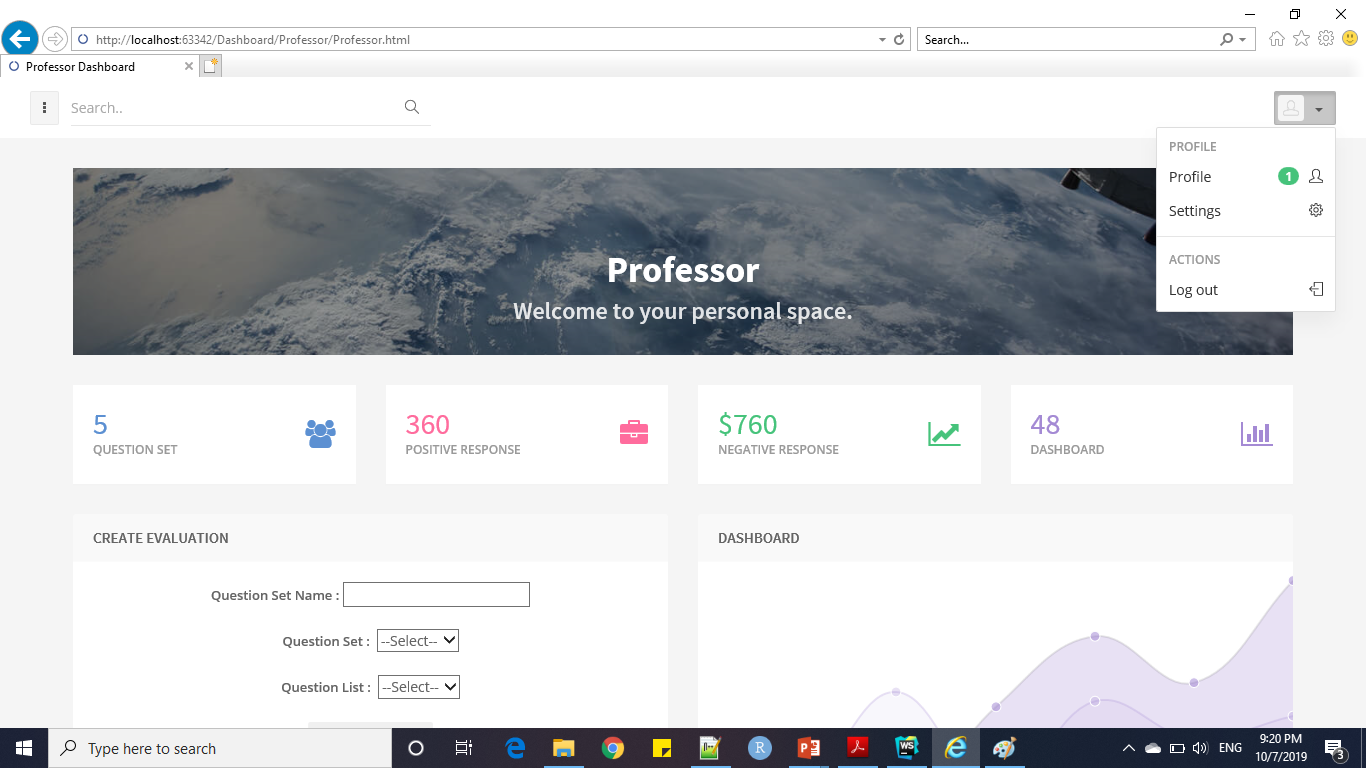 http://localhost:63342/Dashboard/Professor/Professor.html
Search...
Professor Dashboard
Search..
PROFILE
Profile 1
Settings
ACTIONS
Log out
Professor
Welcome to your personal space.
5
QUESTION SET
360
POSITIVE RESPONSE
$760
NEGATIVE RESPONSE
48
DASHBOARD
CREATE EVALUATION
Question Set Name :
Question Set : --Select--
Question List : --Select--
DASHBOARD
Type here to search
R
P
WS
e
ENG
9:20 PM
10/7/2019
3